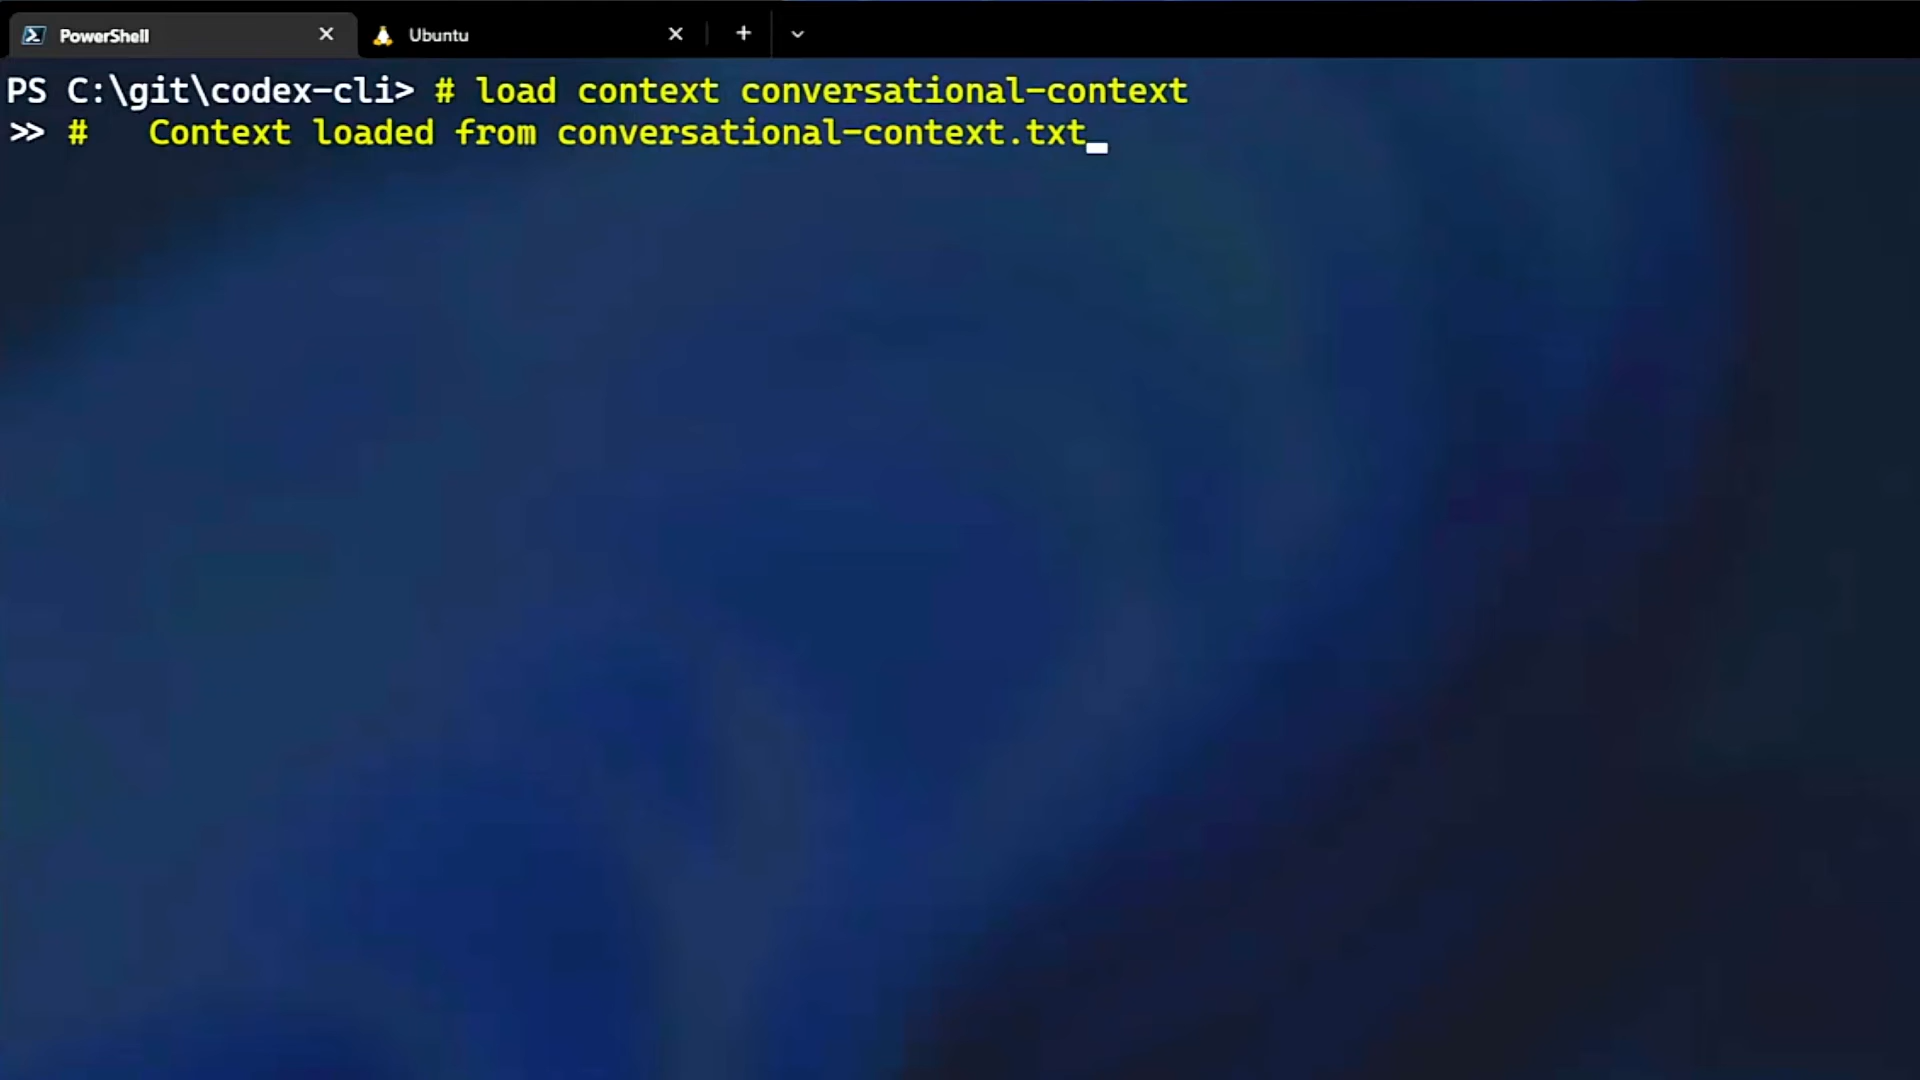 PowerShell
Ubuntu
PS C:\git\codex-cli> # load context conversational-context
>> #   Context loaded from conversational-context.txt